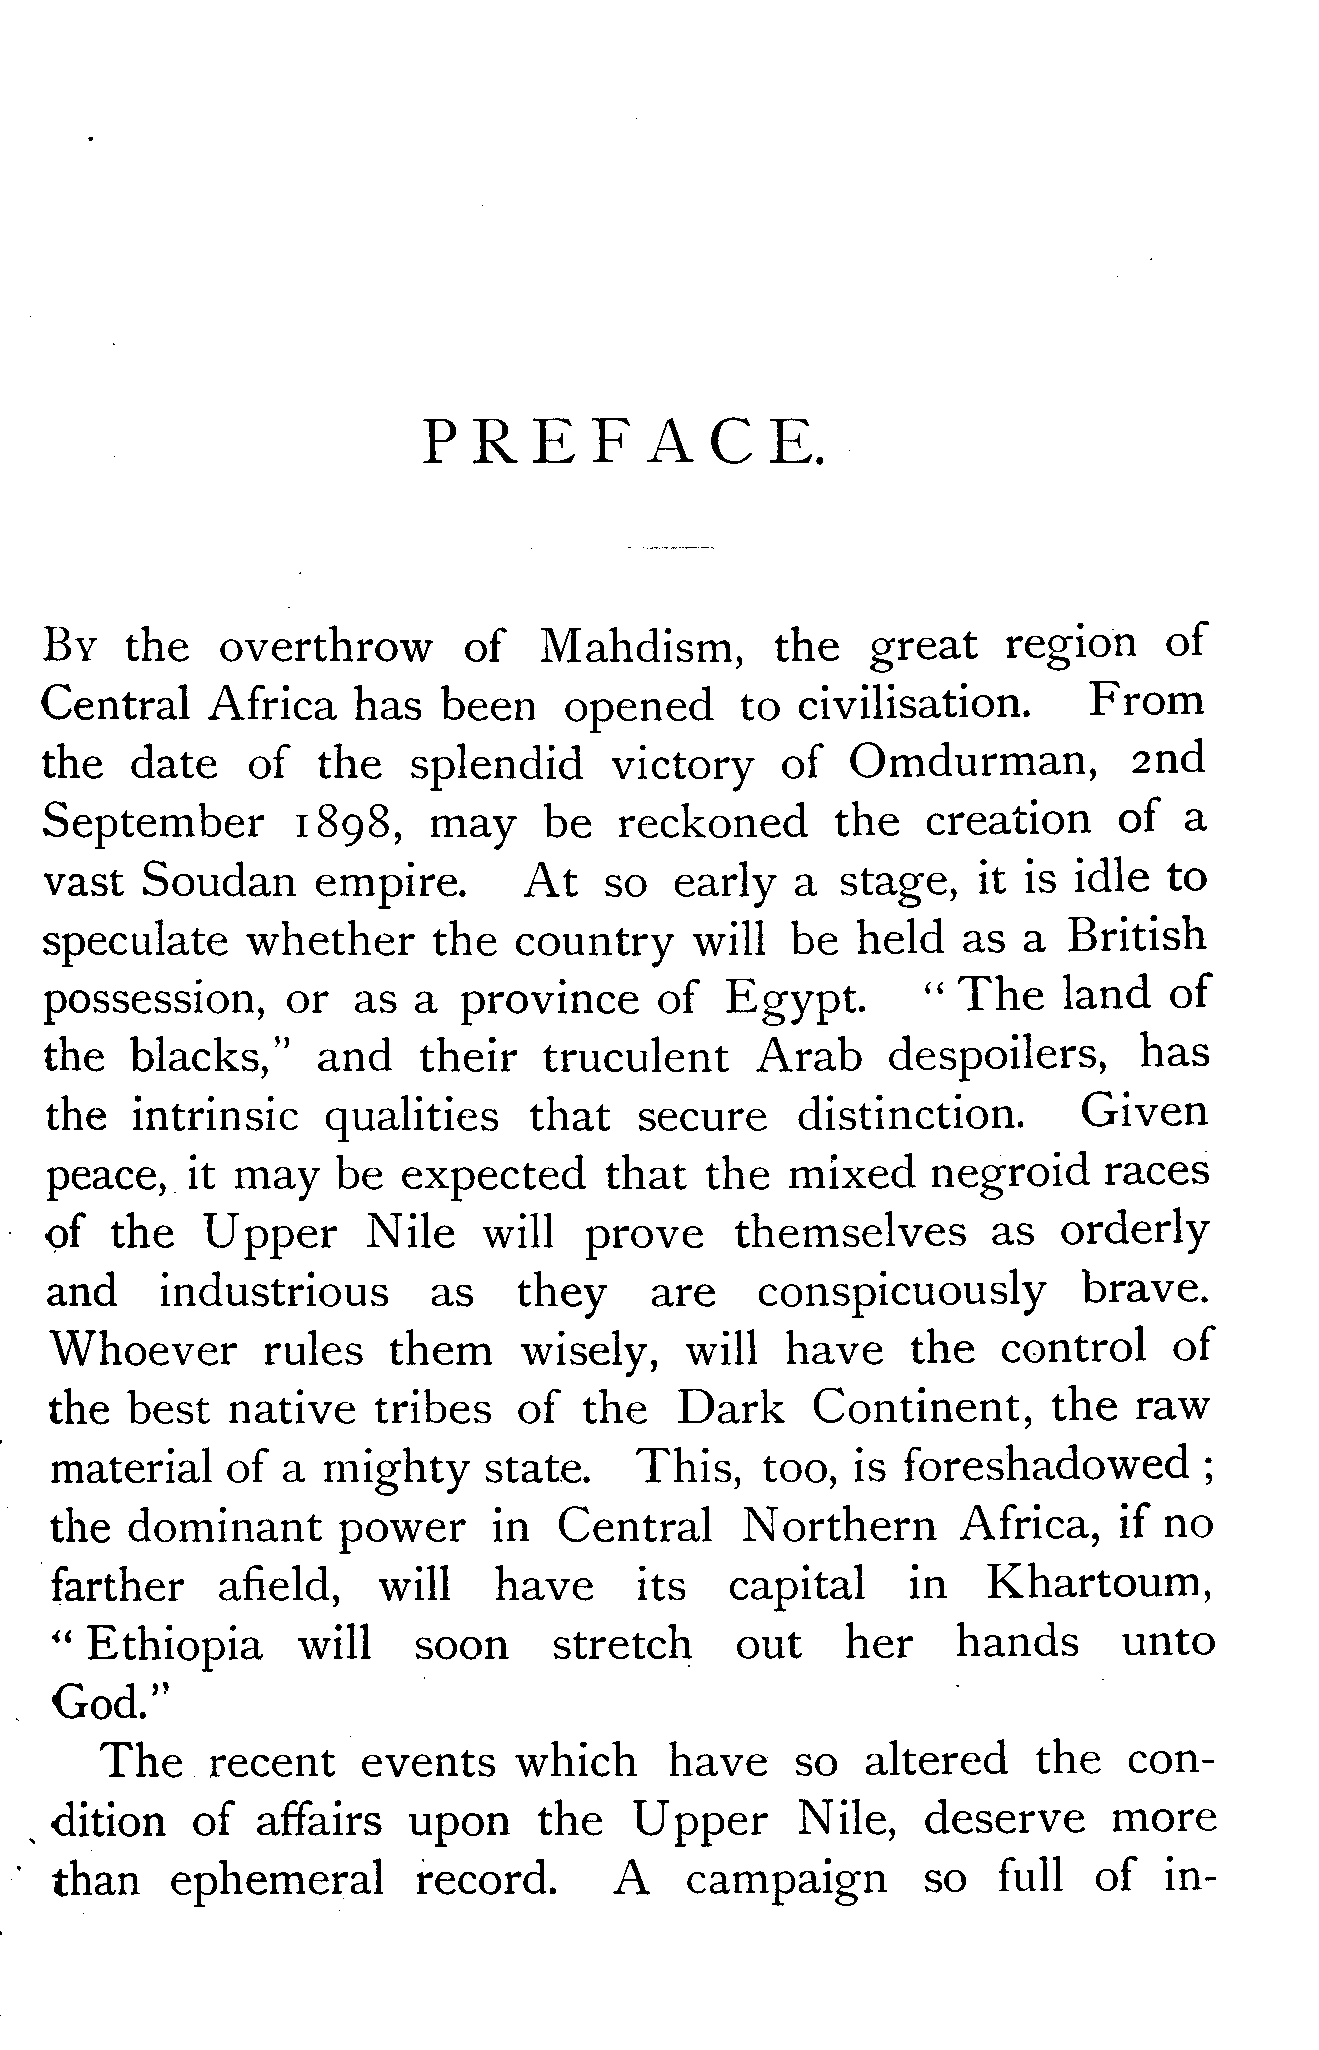 PREFACE.
By the overthrow of Mahdism, the great region of
Central Africa has been opened to civilisation. From
the date of the splendid victory of Omdurman, 2nd
September 1898, may be reckoned the creation of a
vast Soudan empire. At so early a stage, it is idle to
speculate whether the country will be held as a British
possession, or as a province of Egypt. “The land of
the blacks,” and their truculent Arab despoilers, has
the intrinsic qualities that secure distinction. Given
peace, it may be expected that the mixed negroid races
of the Upper Nile will prove themselves as orderly
and industrious as they are conspicuously brave.
Whoever rules them wisely, will have the control of
the best native tribes of the Dark Continent, the raw
material of a mighty state. This, too, is foreshadowed ;
the dominant power in Central Northern Africa, if no
farther afield, will have its capital in Khartoum,
“Ethiopia will soon stretch out her hands unto
God.”
The recent events which have so altered the con-
dition of affairs upon the Upper Nile, deserve more
than ephemeral record. A campaign so full of in-